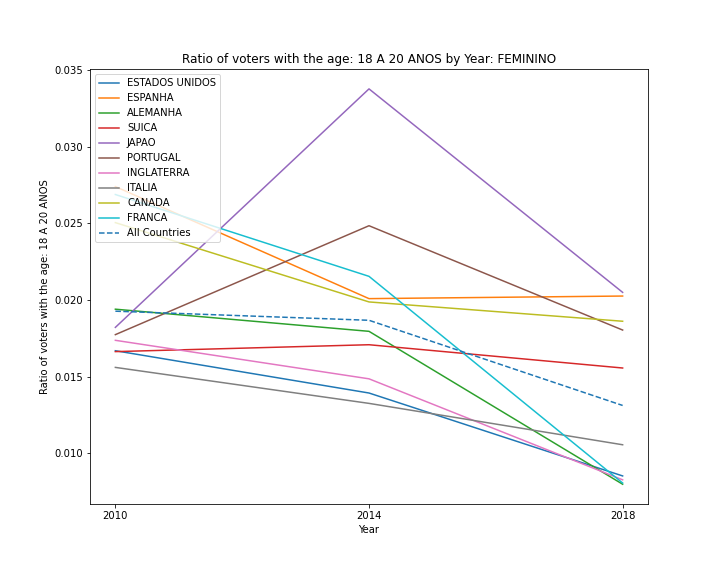 Ratio of voters with the age: 18 A 20 ANOS by Year: FEMININO
0.035
0.030
0.025
0.020
0.015
0.010
Ratio of voters with the age: 18 A 20 ANOS
ESTADOS UNIDOS
ESPANHA
ALEMANHA
SUICA
JAPAO
PORTUGAL
INGLATERRA
ITALIA
CANADA
FRANCA
All Countries
2010
2014
2018
Year